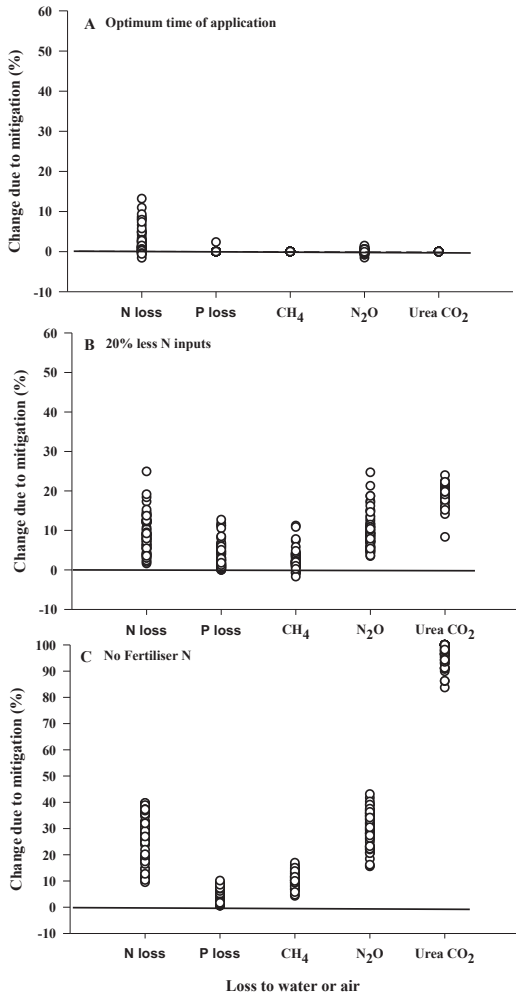 A Optimum time of application
Change due to mitigation (%)
60
50
40
30
20
10
0
-10
N loss P loss CH₄ N₂O Urea CO₂
B 20% less N inputs
Change due to mitigation (%)
60
50
40
30
20
10
0
-10
N loss P loss CH₄ N₂O Urea CO₂
C No Fertiliser N
Change due to mitigation (%)
100
90
80
70
60
50
40
30
20
10
0
-10
N loss P loss CH₄ N₂O Urea CO₂
Loss to water or air